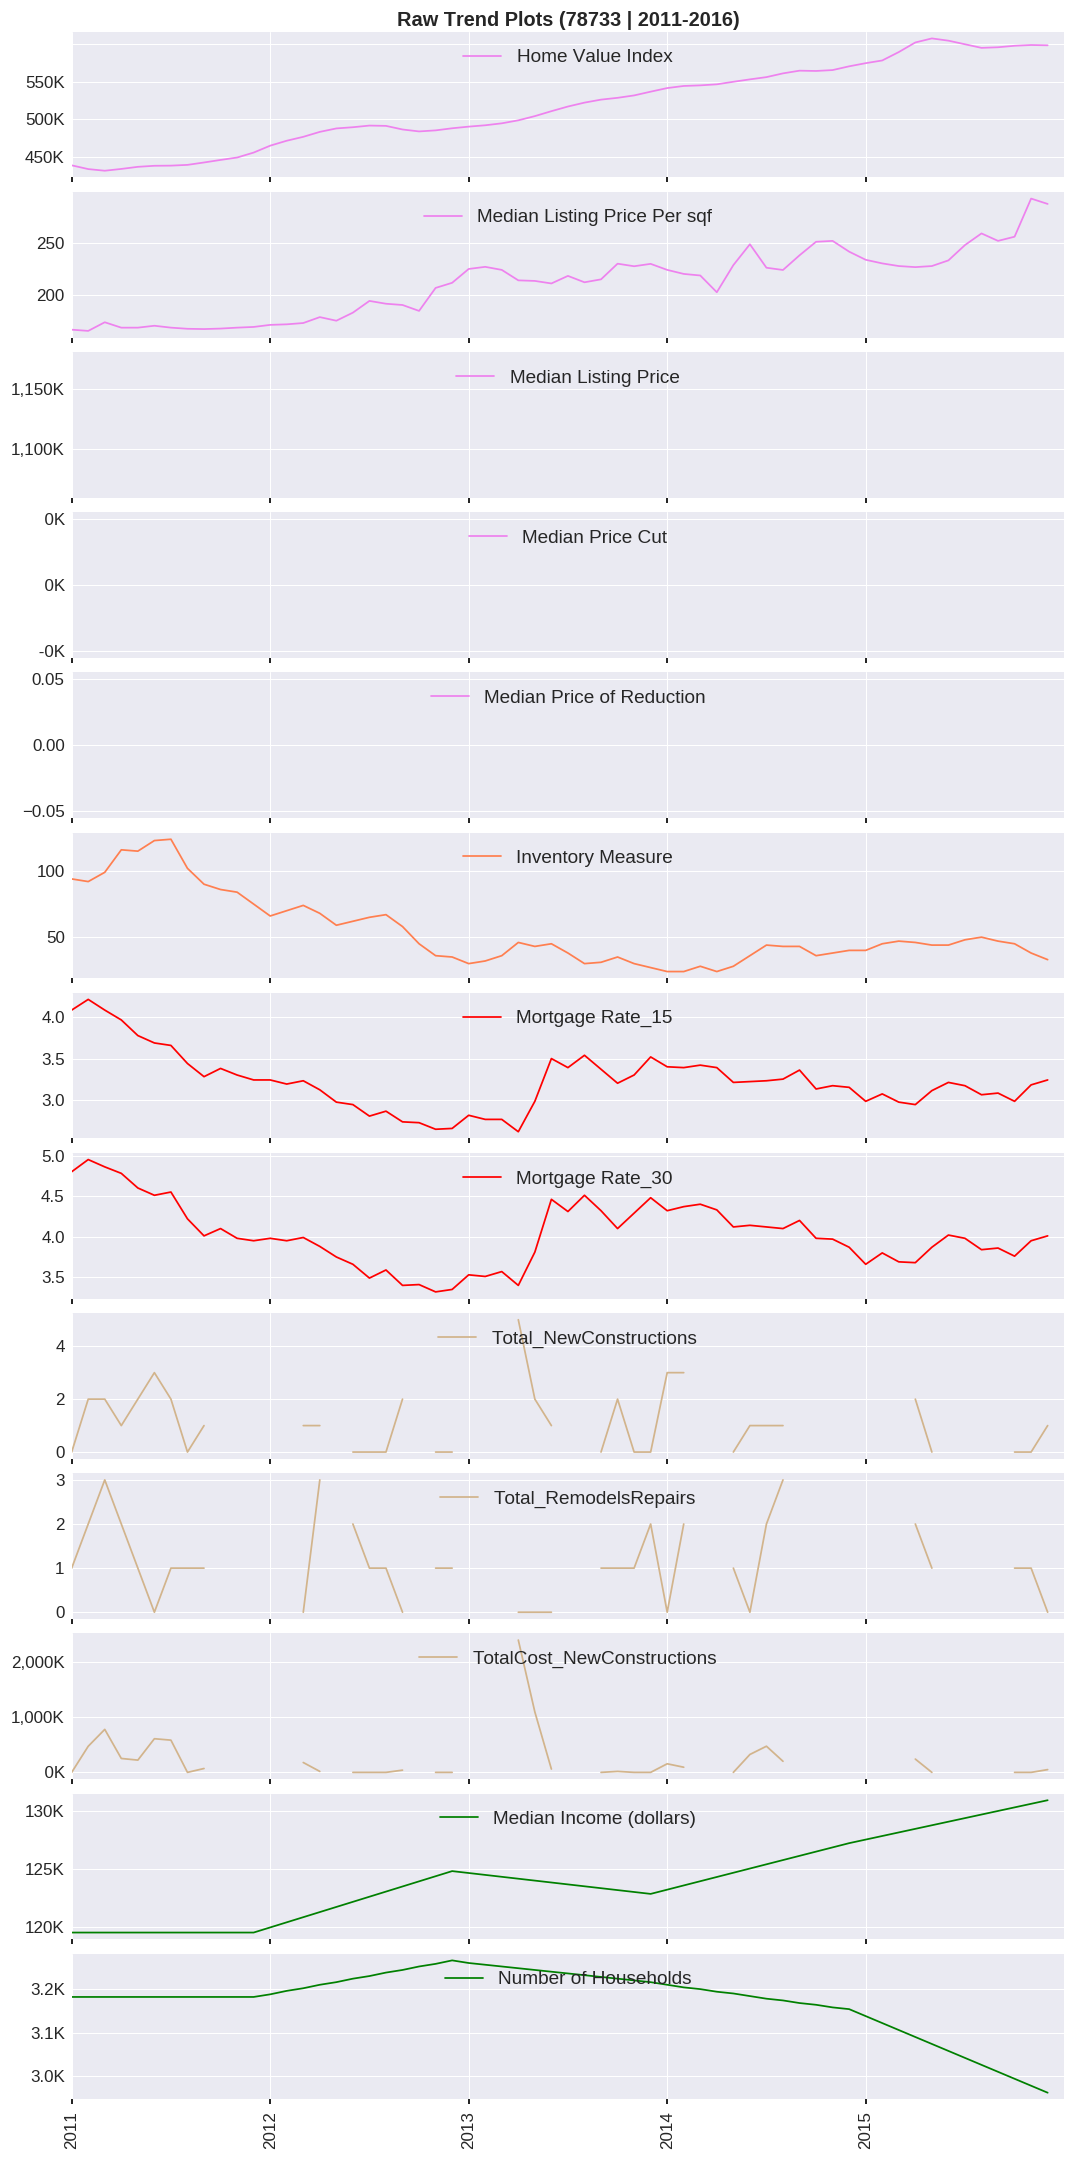 Raw Trend Plots (78733 | 2011-2016)
Home Value Index
550K
500K
450K
Median Listing Price Per sqf
250
200
Median Listing Price
1,150K
1,100K
0K
Median Price Cut
0K
-0K
0.05
Median Price of Reduction
0.00
−0.05
Inventory Measure
100
50
4.0
Mortgage Rate_15
3.5
3.0
5.0
Mortgage Rate_30
4.5
4.0
3.5
Total_NewConstructions
4
2
0
3
Total_RemodelsRepairs
2
1
0
TotalCost_NewConstructions
2,000K
1,000K
0K
130K
Median Income (dollars)
125K
120K
Number of Households
3.2K
3.1K
3.0K
2011 2012 2013 2014 2015